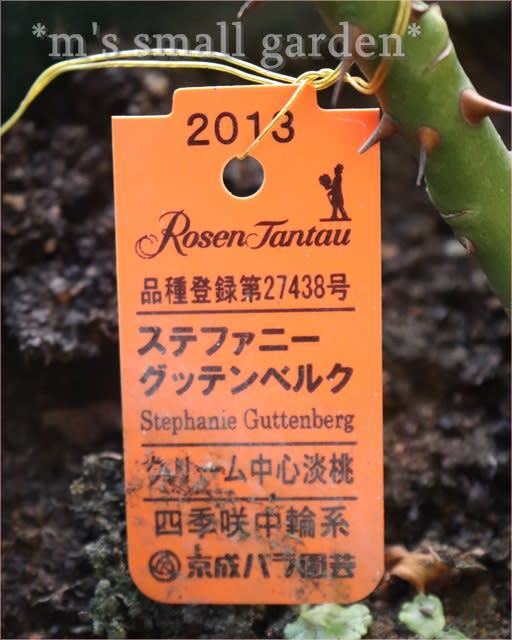 *m's small garden*
2013
Rosen Tantau
品種登録第27438号
ステファニー
グッテンベルク
Stephanie Guttenberg
クリーム中心淡桃
四季咲中輪系
京成バラ園芸